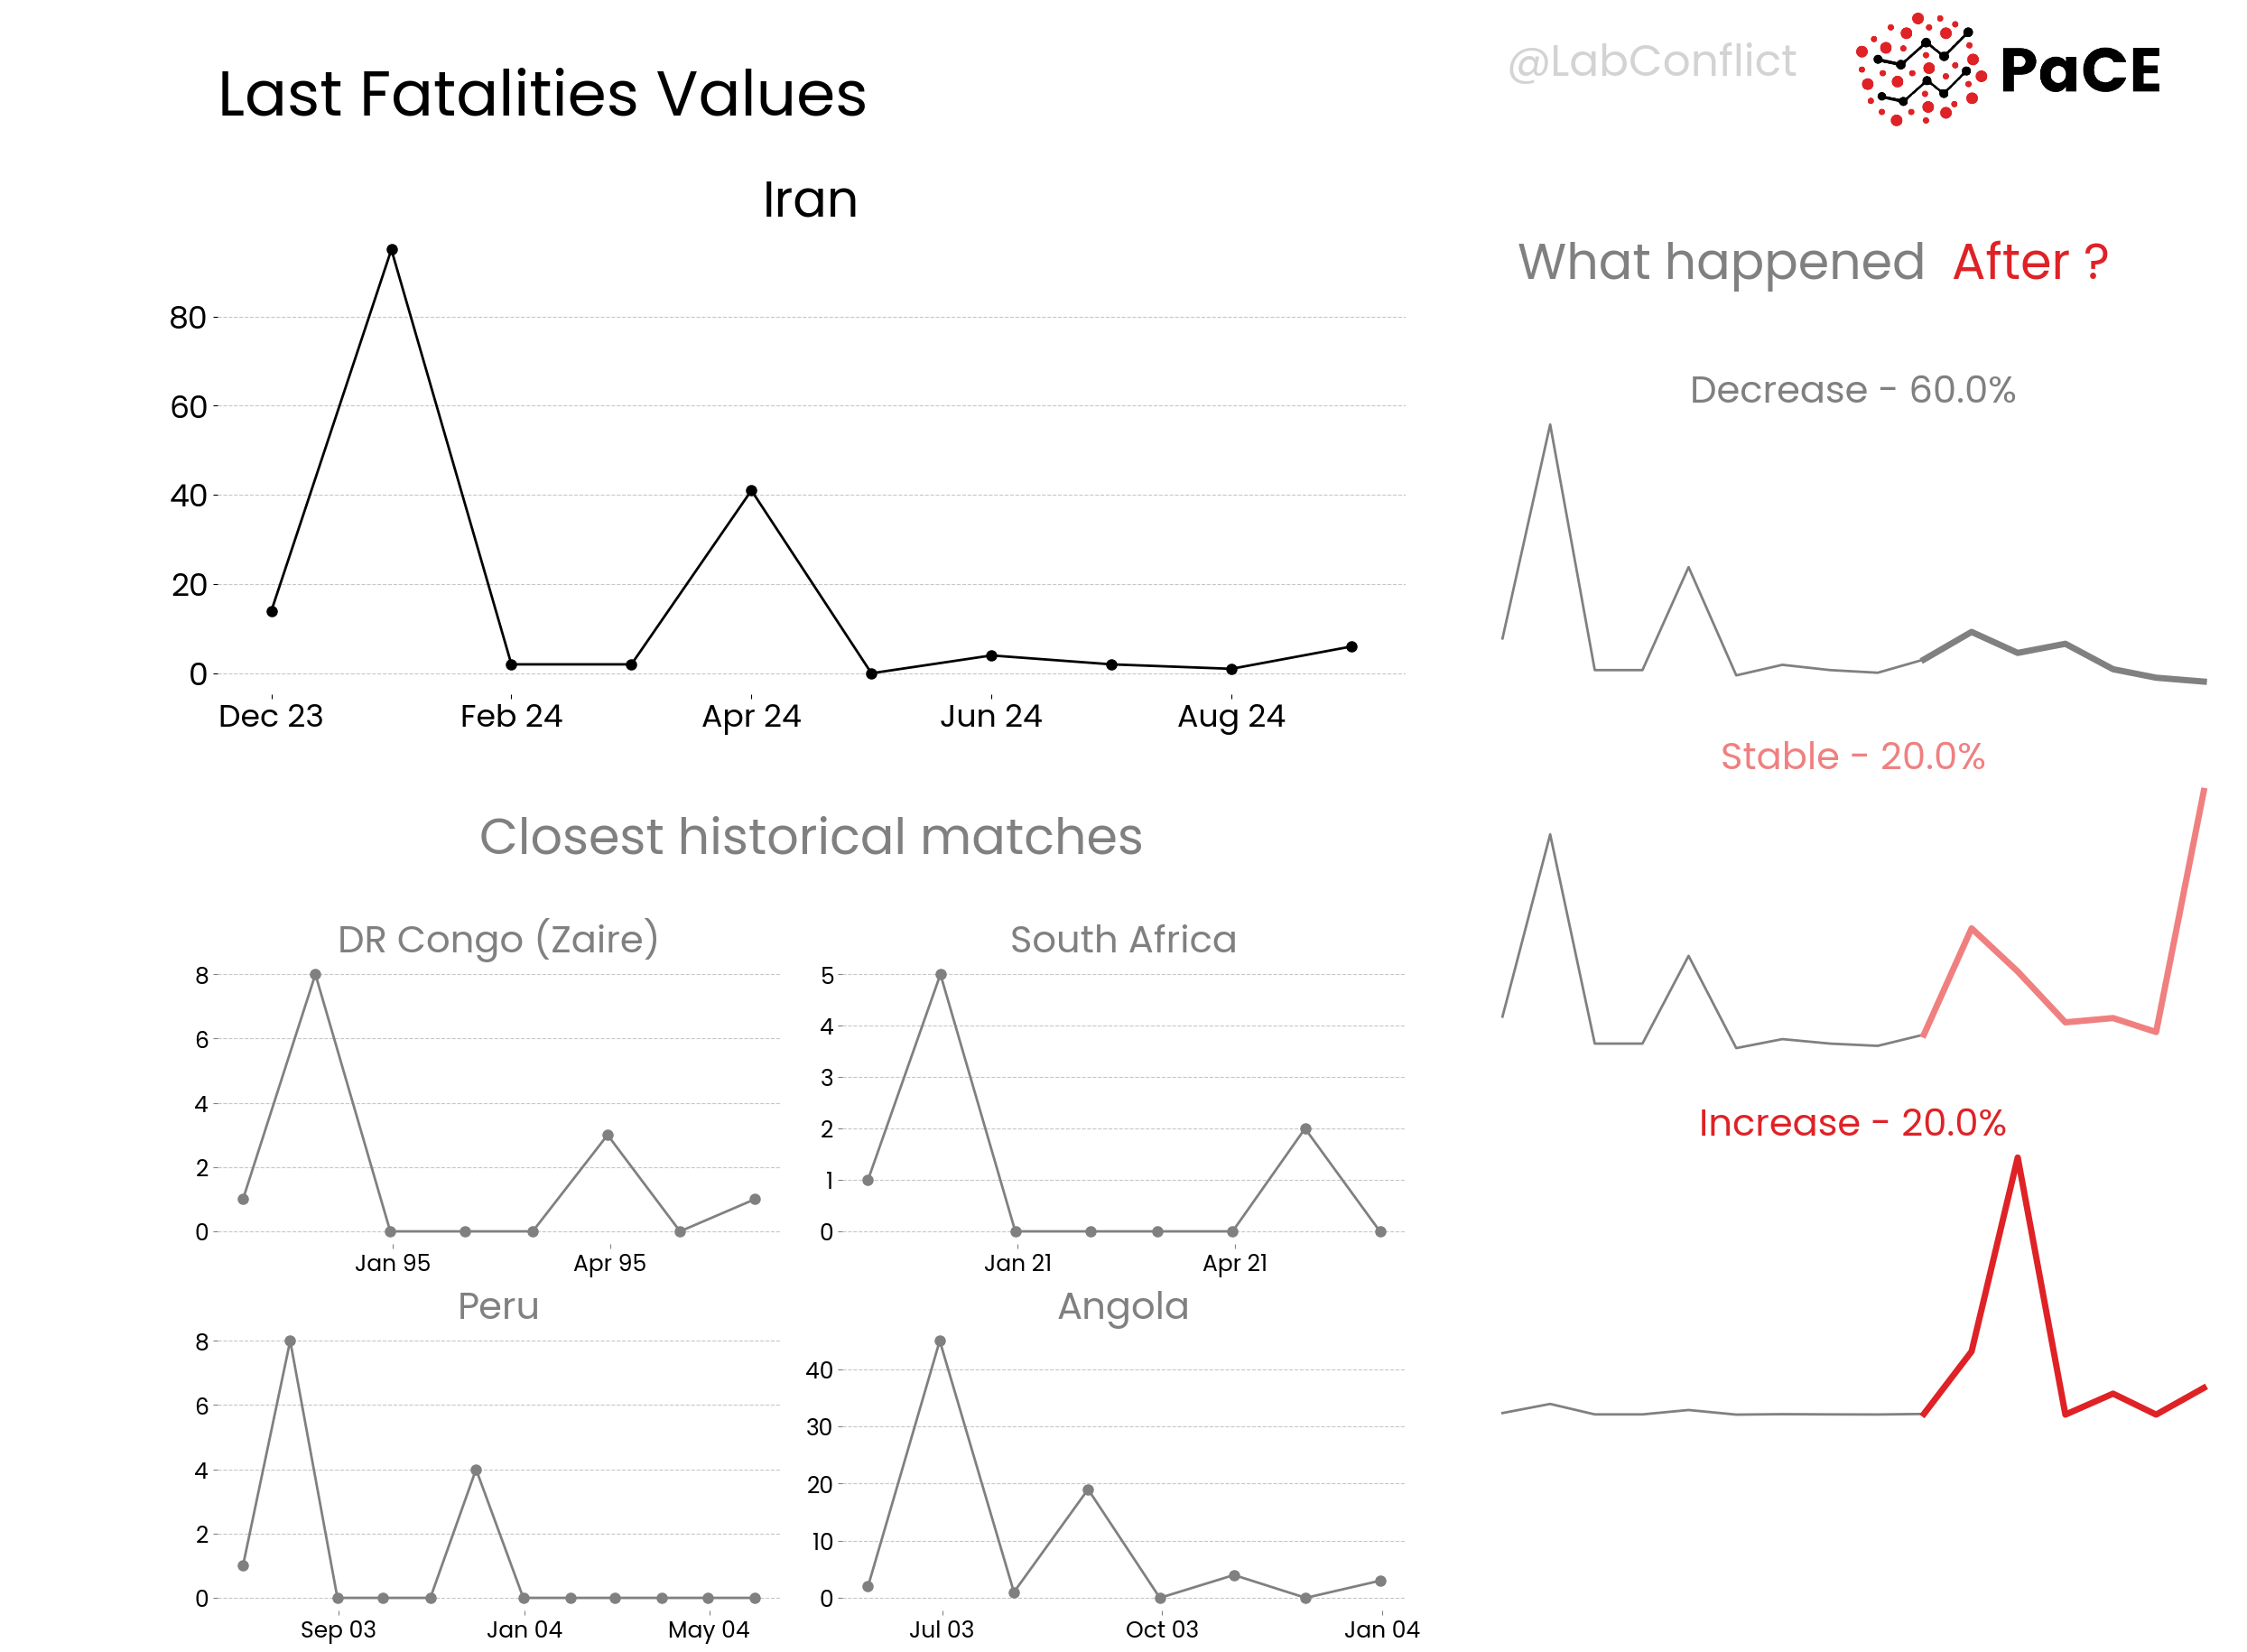 @LabConflict
PaCE
Last Fatalities Values
Iran
80
60
40
20
0
Dec 23 Feb 24 Apr 24 Jun 24 Aug 24
What happened After ?
Decrease - 60.0%
Stable - 20.0%
Increase - 20.0%
Closest historical matches
DR Congo (Zaire)
8
6
4
2
0
Jan 95 Apr 95
South Africa
5
4
3
2
1
0
Jan 21 Apr 21
Peru
8
6
4
2
0
Sep 03 Jan 04 May 04
Angola
40
30
20
10
0
Jul 03 Oct 03 Jan 04